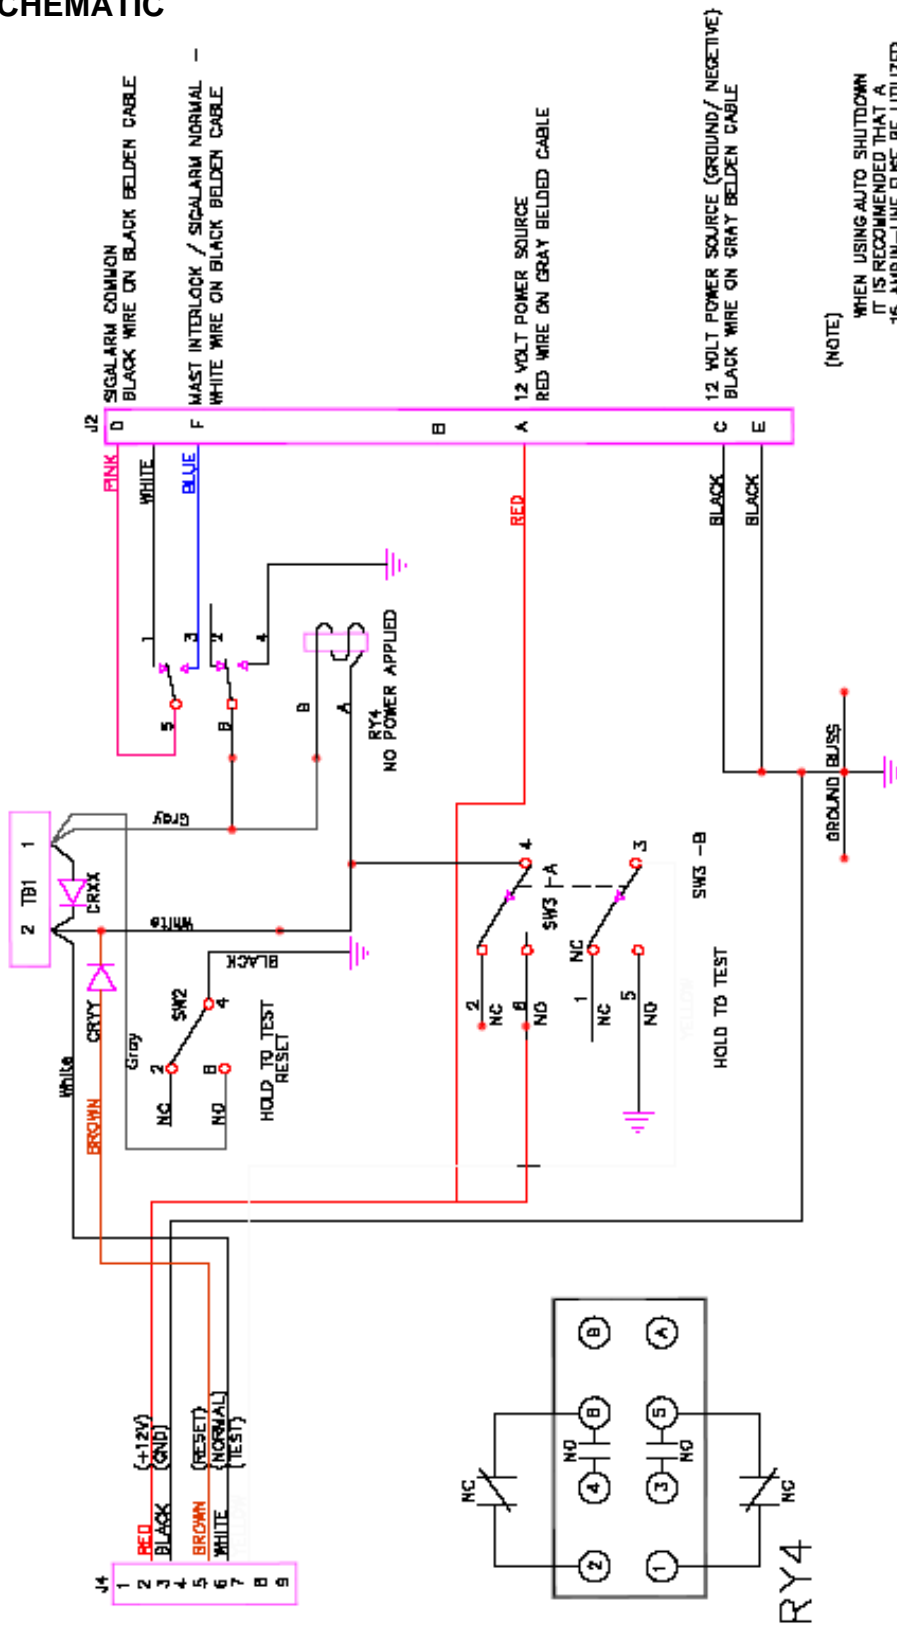 CHEMATIC
SIGALARM COMMON
BLACK WIRE ON BLACK BELDEN CABLE
MAST INTERLOCK / SIGALARM NORMAL –
WHITE WIRE ON BLACK BELDEN CABLE
12 VOLT POWER SOURCE
RED WIRE ON GRAY BELDED CABLE
12 VOLT POWER SOURCE (GROUND/ NEGETIVE)
BLACK WIRE ON GRAY BELDEN CABLE
(NOTE)
WHEN USING AUTO SHUTDOWN
IT IS RECOMMENDED THAT A
J2
D
F
B
A
C
E
PINK
WHITE
BLUE
RED
BLACK
BLACK
1
3
2
4
5
8
B
A
RY4
NO POWER APPLIED
GROUND BUSS
2 TB1 1
CRXX
Gray
White
CRYY
Gray
White
BROWN
BLACK
SW2
4
2
8
NC
NO
HOLD TO TEST
RESET
4
SW3 -A
3
SW3 -B
2
NC
6
NO
NC
1
NC
5
NO
YELLOW
HOLD TO TEST
J4
1
2
3
4
5
6
7
8
9
RED (+12V)
BLACK (GND)
BROWN (RESET)
WHITE (NORMAL)
YELLOW (TEST)
NC
B
A
8
5
NO
NO
4
3
2
1
NC
RY4